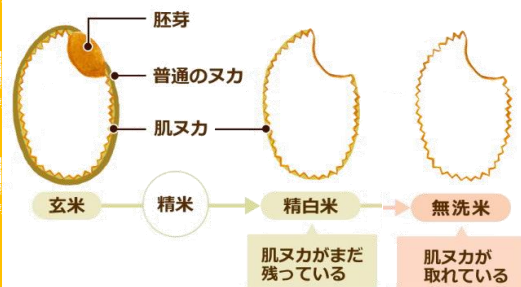 胚芽
普通のヌカ
肌ヌカ
玄米
精米
精白米
無洗米
肌ヌカがまだ
残っている
肌ヌカが
取れている